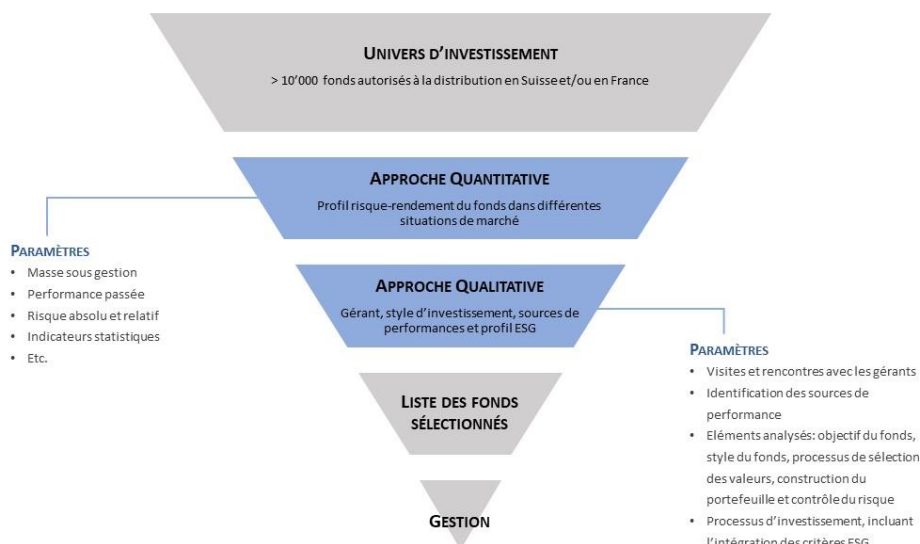 UNIVERS D'INVESTISSEMENT
> 10'000 fonds autorisés à la distribution en Suisse et/ou en France
APPROCHE QUANTITATIVE
Profil risque-rendement du fonds dans différentes
situations de marché
PARAMÈTRES
• Masse sous gestion
• Performance passée
• Risque absolu et relatif
• Indicateurs statistiques
• Etc.
APPROCHE QUALITATIVE
Gérant, style d'investissement, sources de
performances et profil ESG
PARAMÈTRES
• Visites et rencontres avec les gérants
• Identification des sources de
performance
• Eléments analysés: objectif du fonds,
style du fonds, processus de sélection
des valeurs, construction du
portefeuille et contrôle du risque
• Processus d'investissement, incluant
l'intégration des critères ESG
LISTE DES FONDS
SÉLECTIONNÉS
GESTION